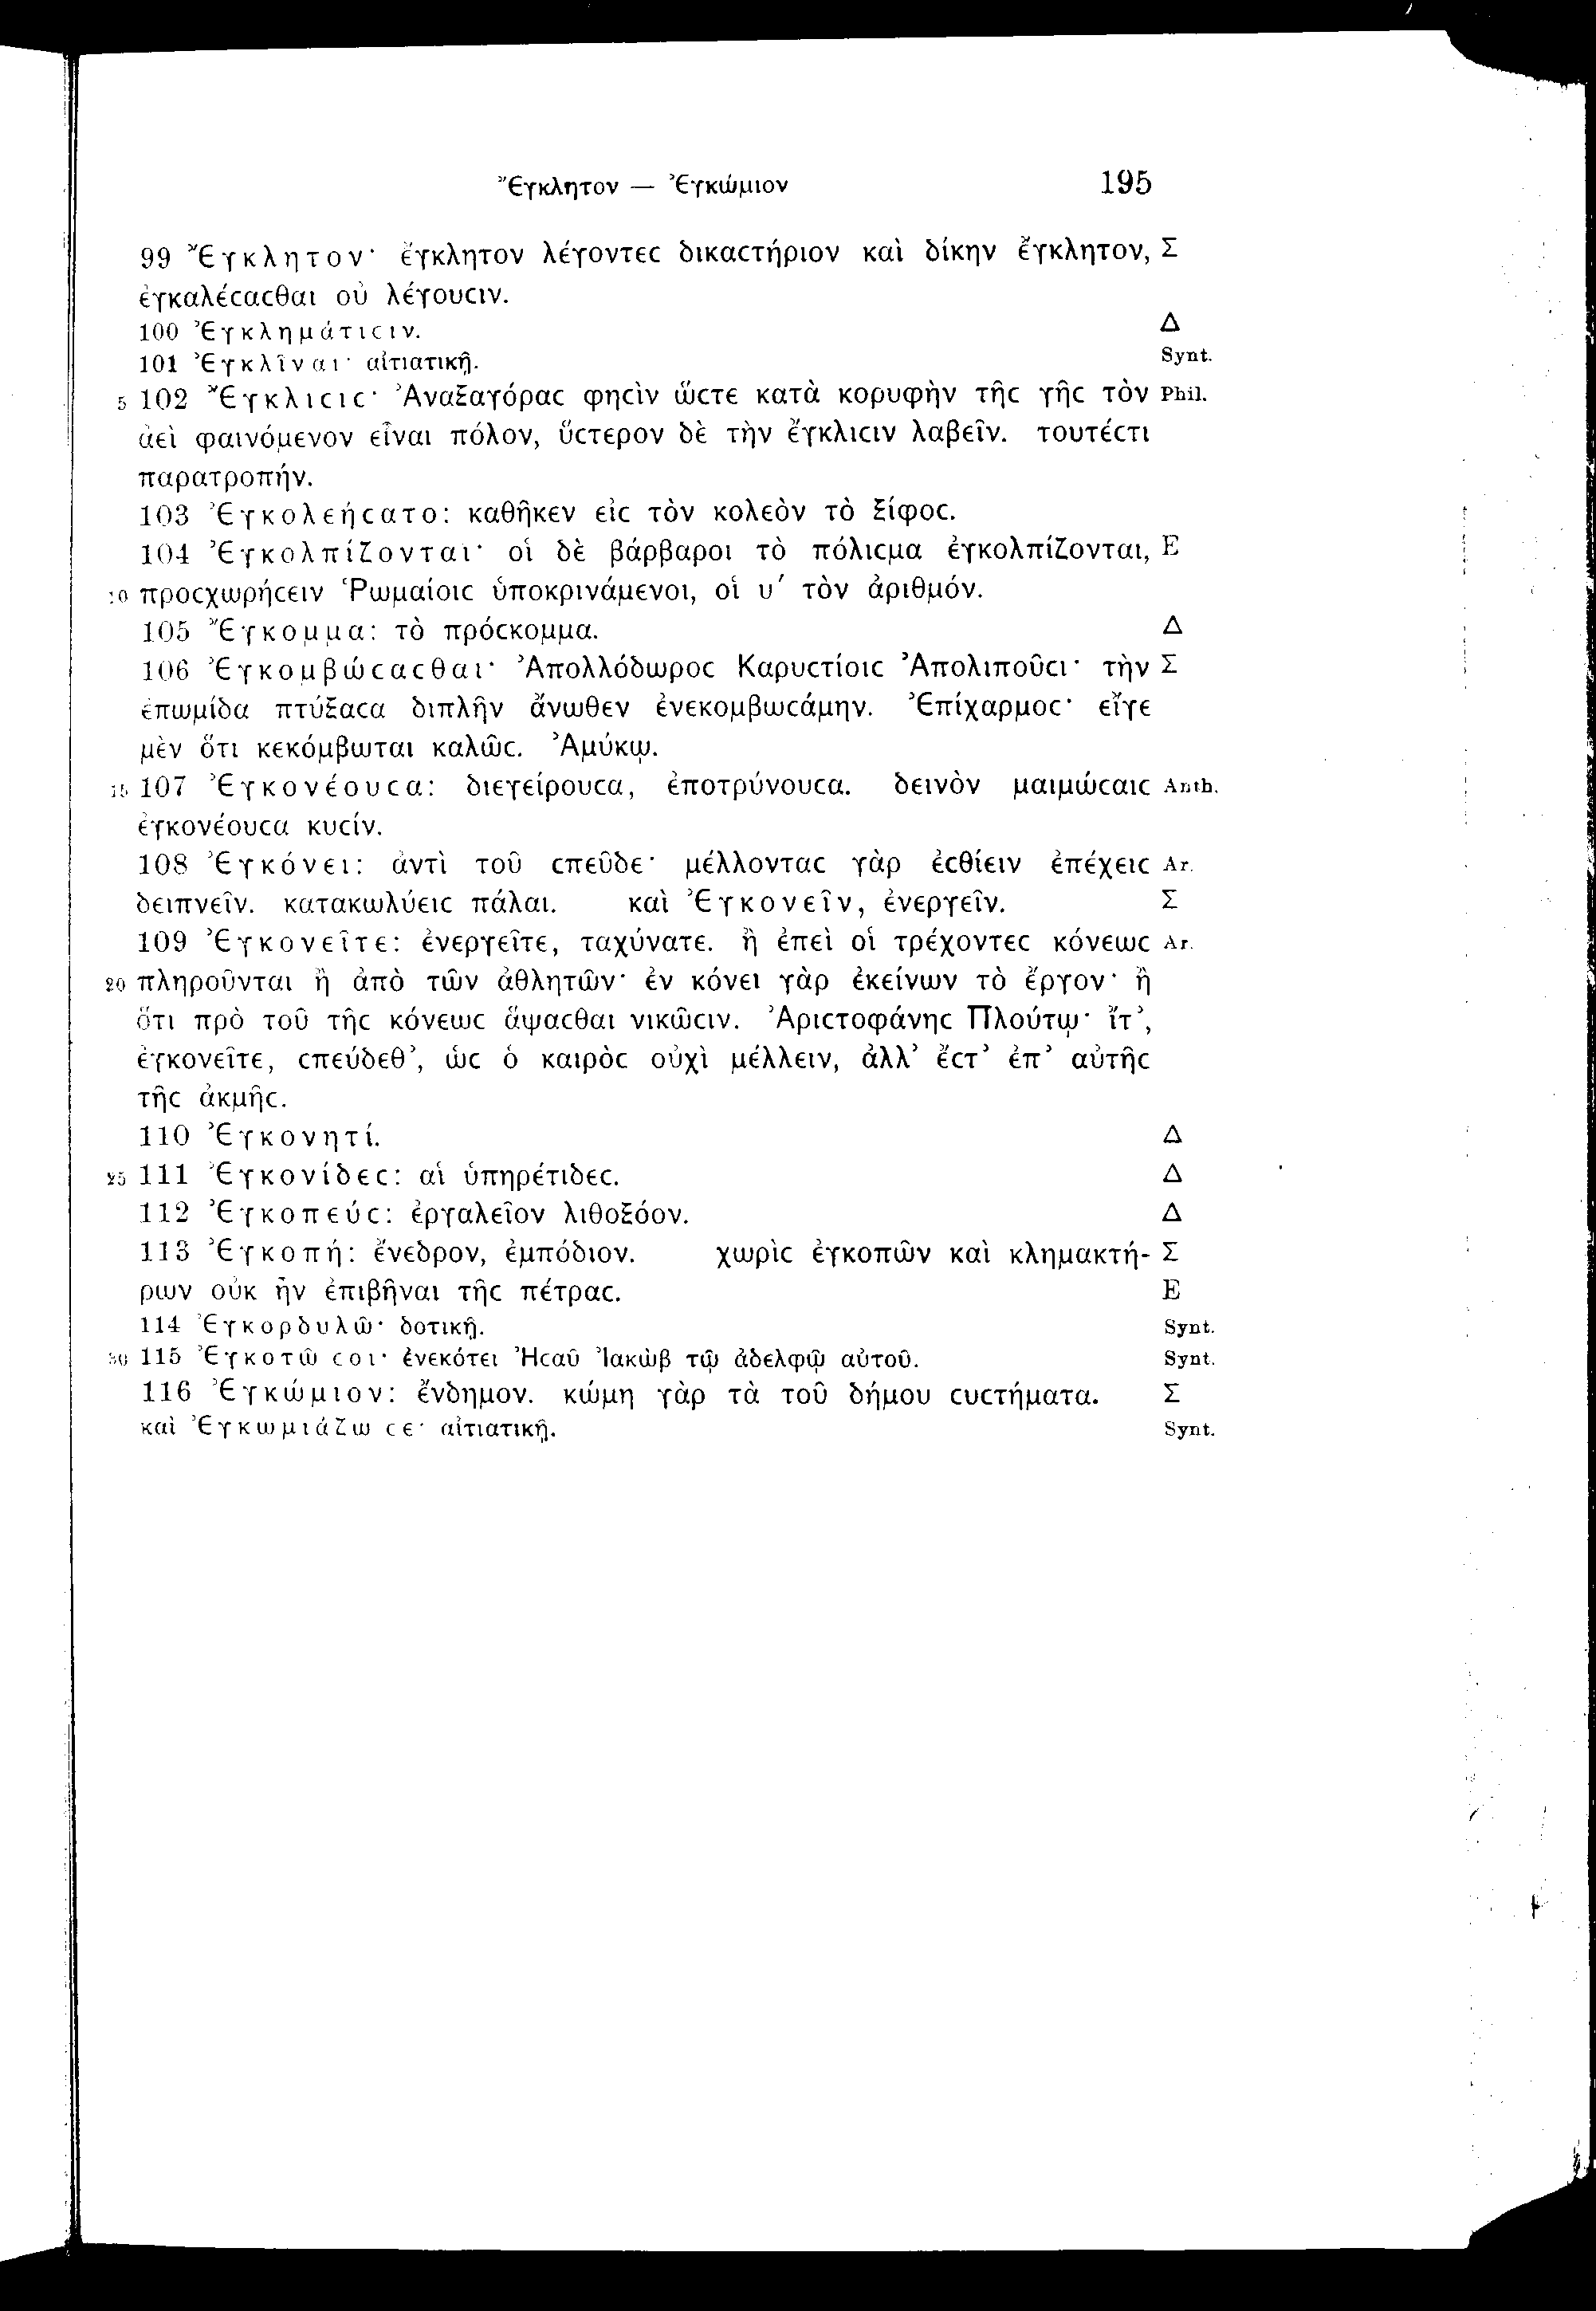 Ἔγκλητον — Ἐγκώμιον 195
99 Ἔγκλητον· ἔγκλητον λέγοντεϲ δικαϲτήριον καὶ δίκην ἔγκλητον, Σ
ἐγκαλέϲαϲθαι οὐ λέγουϲιν.
100 Ἐγκλημάτιϲιν. Δ
101 Ἐγκλῖναι· αἰτιατικῇ. Synt.
5 102 Ἔγκλιϲιϲ· Ἀναξαγόραϲ φηϲὶν ὥϲτε κατὰ κορυφὴν τῆϲ γῆϲ τὸν Phil.
ἀεὶ φαινόμενον εἶναι πόλον, ὕϲτερον δὲ τὴν ἔγκλιϲιν λαβεῖν. τουτέϲτι
παρατροπήν.
103 Ἐγκολεήϲατο: καθῆκεν εἰϲ τὸν κολεὸν τὸ ξίφοϲ.
104 Ἐγκολπίζονται· οἱ δὲ βάρβαροι τὸ πόλιϲμα ἐγκολπίζονται, E
10 προϲχωρήϲειν Ῥωμαίοιϲ ὑποκρινάμενοι, οἱ υʹ τὸν ἀριθμόν.
105 Ἔγκομμα: τὸ πρόϲκομμα. Δ
106 Ἐγκομβώϲαϲθαι· Ἀπολλόδωροϲ Καρυϲτίοιϲ Ἀπολιποῦϲι· τὴν Σ
ἐπωμίδα πτύξαϲα διπλῆν ἄνωθεν ἐνεκομβωϲάμην. Ἐπίχαρμοϲ· εἴγε
μὲν ὅτι κεκόμβωται καλῶϲ. Ἀμύκῳ.
15 107 Ἐγκονέουϲα: διεγείρουϲα, ἐποτρύνουϲα. δεινὸν μαιμώϲαιϲ Anth.
ἐγκονέουϲα κυϲίν.
108 Ἐγκόνει: ἀντὶ τοῦ ϲπεῦδε· μέλλονταϲ γὰρ ἐϲθίειν ἐπέχειϲ Ar.
δειπνεῖν. κατακωλύειϲ πάλαι. καὶ Ἐγκονεῖν, ἐνεργεῖν. Σ
109 Ἐγκονεῖτε: ἐνεργεῖτε, ταχύνατε. ἢ ἐπεὶ οἱ τρέχοντεϲ κόνεωϲ Ar.
20 πληροῦνται ἢ ἀπὸ τῶν ἀθλητῶν· ἐν κόνει γὰρ ἐκείνων τὸ ἔργον· ἢ
ὅτι πρὸ τοῦ τῆϲ κόνεωϲ ἅψαϲθαι νικῶϲιν. Ἀριϲτοφάνηϲ Πλούτῳ· ἴτ’,
ἐγκονεῖτε, ϲπεύδεθ’, ὡϲ ὁ καιρὸϲ οὐχὶ μέλλειν, ἀλλ’ ἔϲτ’ ἐπ’ αὐτῆϲ
τῆϲ ἀκμῆϲ.
110 Ἐγκονητί. Δ
25 111 Ἐγκονίδεϲ: αἱ ὑπηρέτιδεϲ. Δ
112 Ἐγκοπεύϲ: ἐργαλεῖον λιθοξόον. Δ
113 Ἐγκοπή: ἔνεδρον, ἐμπόδιον. χωρὶϲ ἐγκοπῶν καὶ κλημακτή- Σ
ρων οὐκ ἦν ἐπιβῆναι τῆϲ πέτραϲ. E
114 Ἐγκορδυλῶ· δοτικῇ. Synt.
30 115 Ἐγκοτῶ ϲοι· ἐνεκότει Ἠϲαῦ Ἰακὼβ τῷ ἀδελφῷ αὐτοῦ. Synt.
116 Ἐγκώμιον: ἔνδημον. κώμη γὰρ τὰ τοῦ δήμου ϲυϲτήματα. Σ
καὶ Ἐγκωμιάζω ϲε· αἰτιατικῇ. Synt.